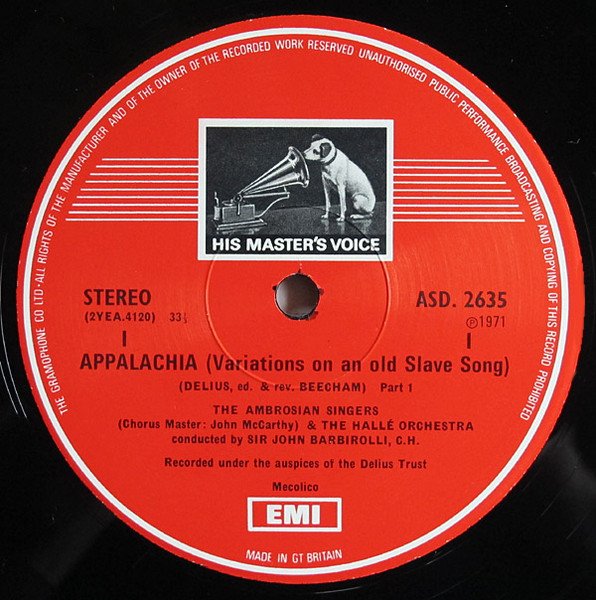 THE GRAMOPHONE CO LTD·ALL RIGHTS OF THE MANUFACTURER AND OF THE OWNER OF THE RECORDED WORK RESERVED UNAUTHORISED PUBLIC PERFORMANCE BROADCASTING AND COPYING OF THIS RECORD PROHIBITED
HIS MASTER'S VOICE
STEREO ASD. 2635
(2YEA.4120) 33⅓ ℗1971
I I
APPALACHIA (Variations on an old Slave Song)
(DELIUS, ed. & rev. BEECHAM) Part 1
THE AMBROSIAN SINGERS
(Chorus Master: John McCarthy) & THE HALLÉ ORCHESTRA
conducted by SIR JOHN BARBIROLLI, C.H.
Recorded under the auspices of the Delius Trust
Mecolico
EMI
MADE IN GT BRITAIN